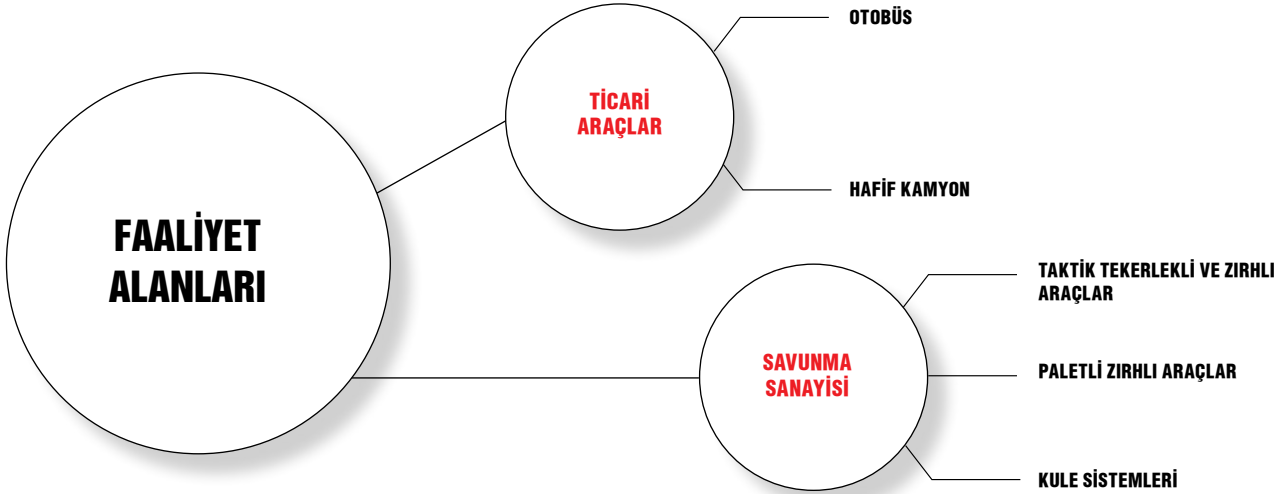 FAALİYET
ALANLARI
TİCARİ
ARAÇLAR
OTOBÜS
HAFİF KAMYON
SAVUNMA
SANAYİSİ
TAKTİK TEKERLEKLİ VE ZIRHLI
ARAÇLAR
PALETLİ ZIRHLI ARAÇLAR
KULE SİSTEMLERİ